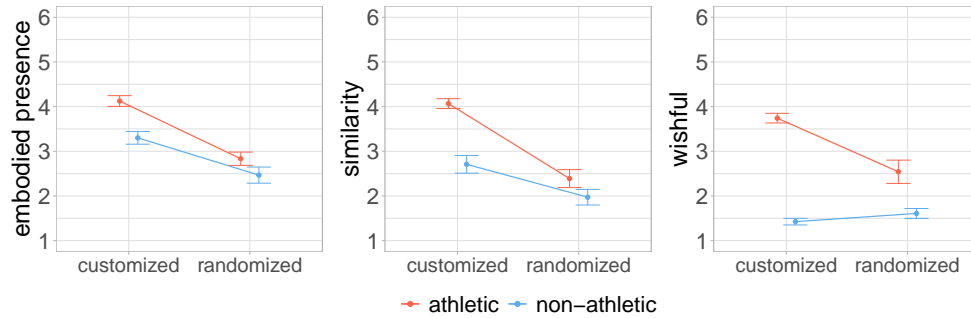 embodied presence
6
5
4
3
2
1
customized randomized
similarity
6
5
4
3
2
1
customized randomized
wishful
6
5
4
3
2
1
customized randomized
athletic non−athletic